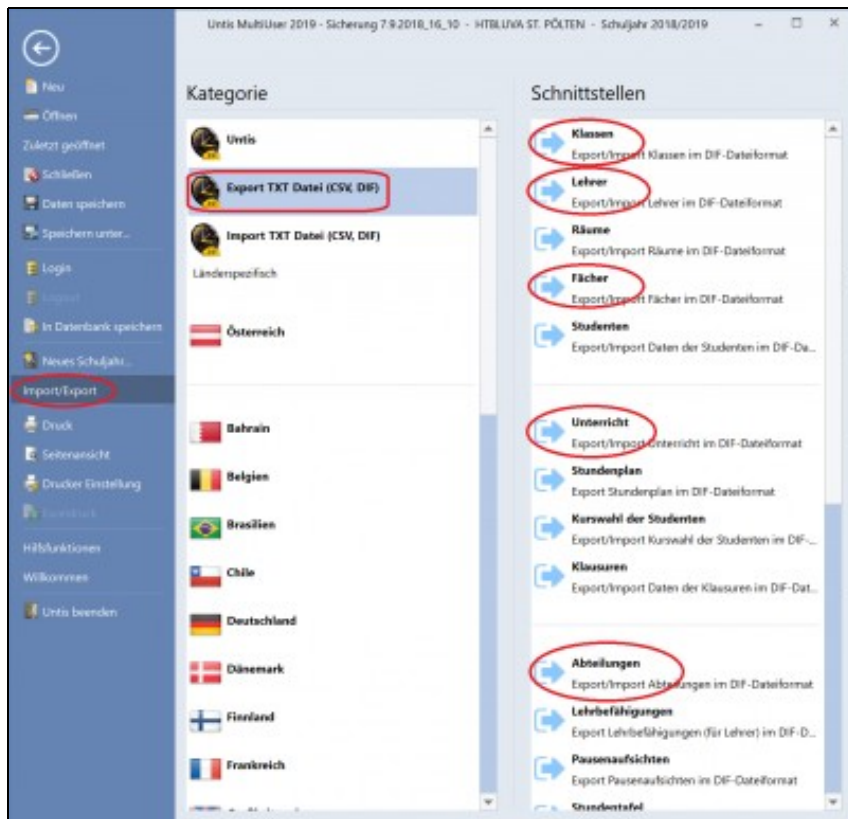 Untis MultiUser 2019 - Sicherung 7.9.2018_16_10 - HTBLUVA ST. PÖLTEN - Schuljahr 2018/2019
Neu
Öffnen
Zuletzt geöffnet
Schließen
Daten speichern
Speichern unter...
Login
Logout
In Datenbank speichern
Neues Schuljahr...
Import/Export
Druck
Seitenansicht
Drucker Einstellung
Hilfsfunktionen
Willkommen
Untis beenden
Kategorie
Untis
Export TXT Datei (CSV, DIF)
Import TXT Datei (CSV, DIF)
Länderspezifisch
Österreich
Bahrain
Belgien
Brasilien
Chile
Deutschland
Dänemark
Finnland
Frankreich
Schnittstellen
Klassen
Export/Import Klassen im DIF-Dateiformat
Lehrer
Export/Import Lehrer im DIF-Dateiformat
Räume
Export/Import Räume im DIF-Dateiformat
Fächer
Export/Import Fächer im DIF-Dateiformat
Studenten
Export/Import Daten der Studenten im DIF-Da...
Unterricht
Export/Import Unterricht im DIF-Dateiformat
Stundenplan
Export Stundenplan im DIF-Dateiformat
Kurswahl der Studenten
Export/Import Kurswahl der Studenten im DIF-...
Klausuren
Export/Import Daten der Klausuren im DIF-Dat...
Abteilungen
Export/Import Abteilungen im DIF-Dateiformat
Lehrbefähigungen
Export Lehrbefähigungen (für Lehrer) im DIF-D...
Pausenaufsichten
Export Pausenaufsichten im DIF-Dateiformat
Stundentafel